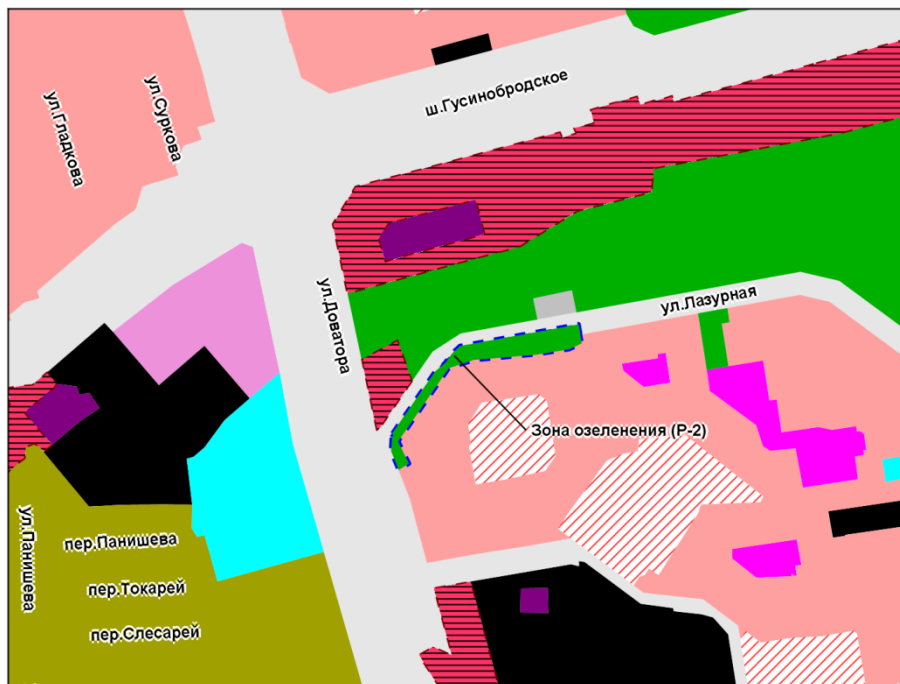 ш.Гусинобродское
ул.Суркова
ул.Гладкова
ул.Лазурная
ул.Доватора
Зона озеленения (Р-2)
ул.Панишева
пер.Панишева
пер.Токарей
пер.Слесарей